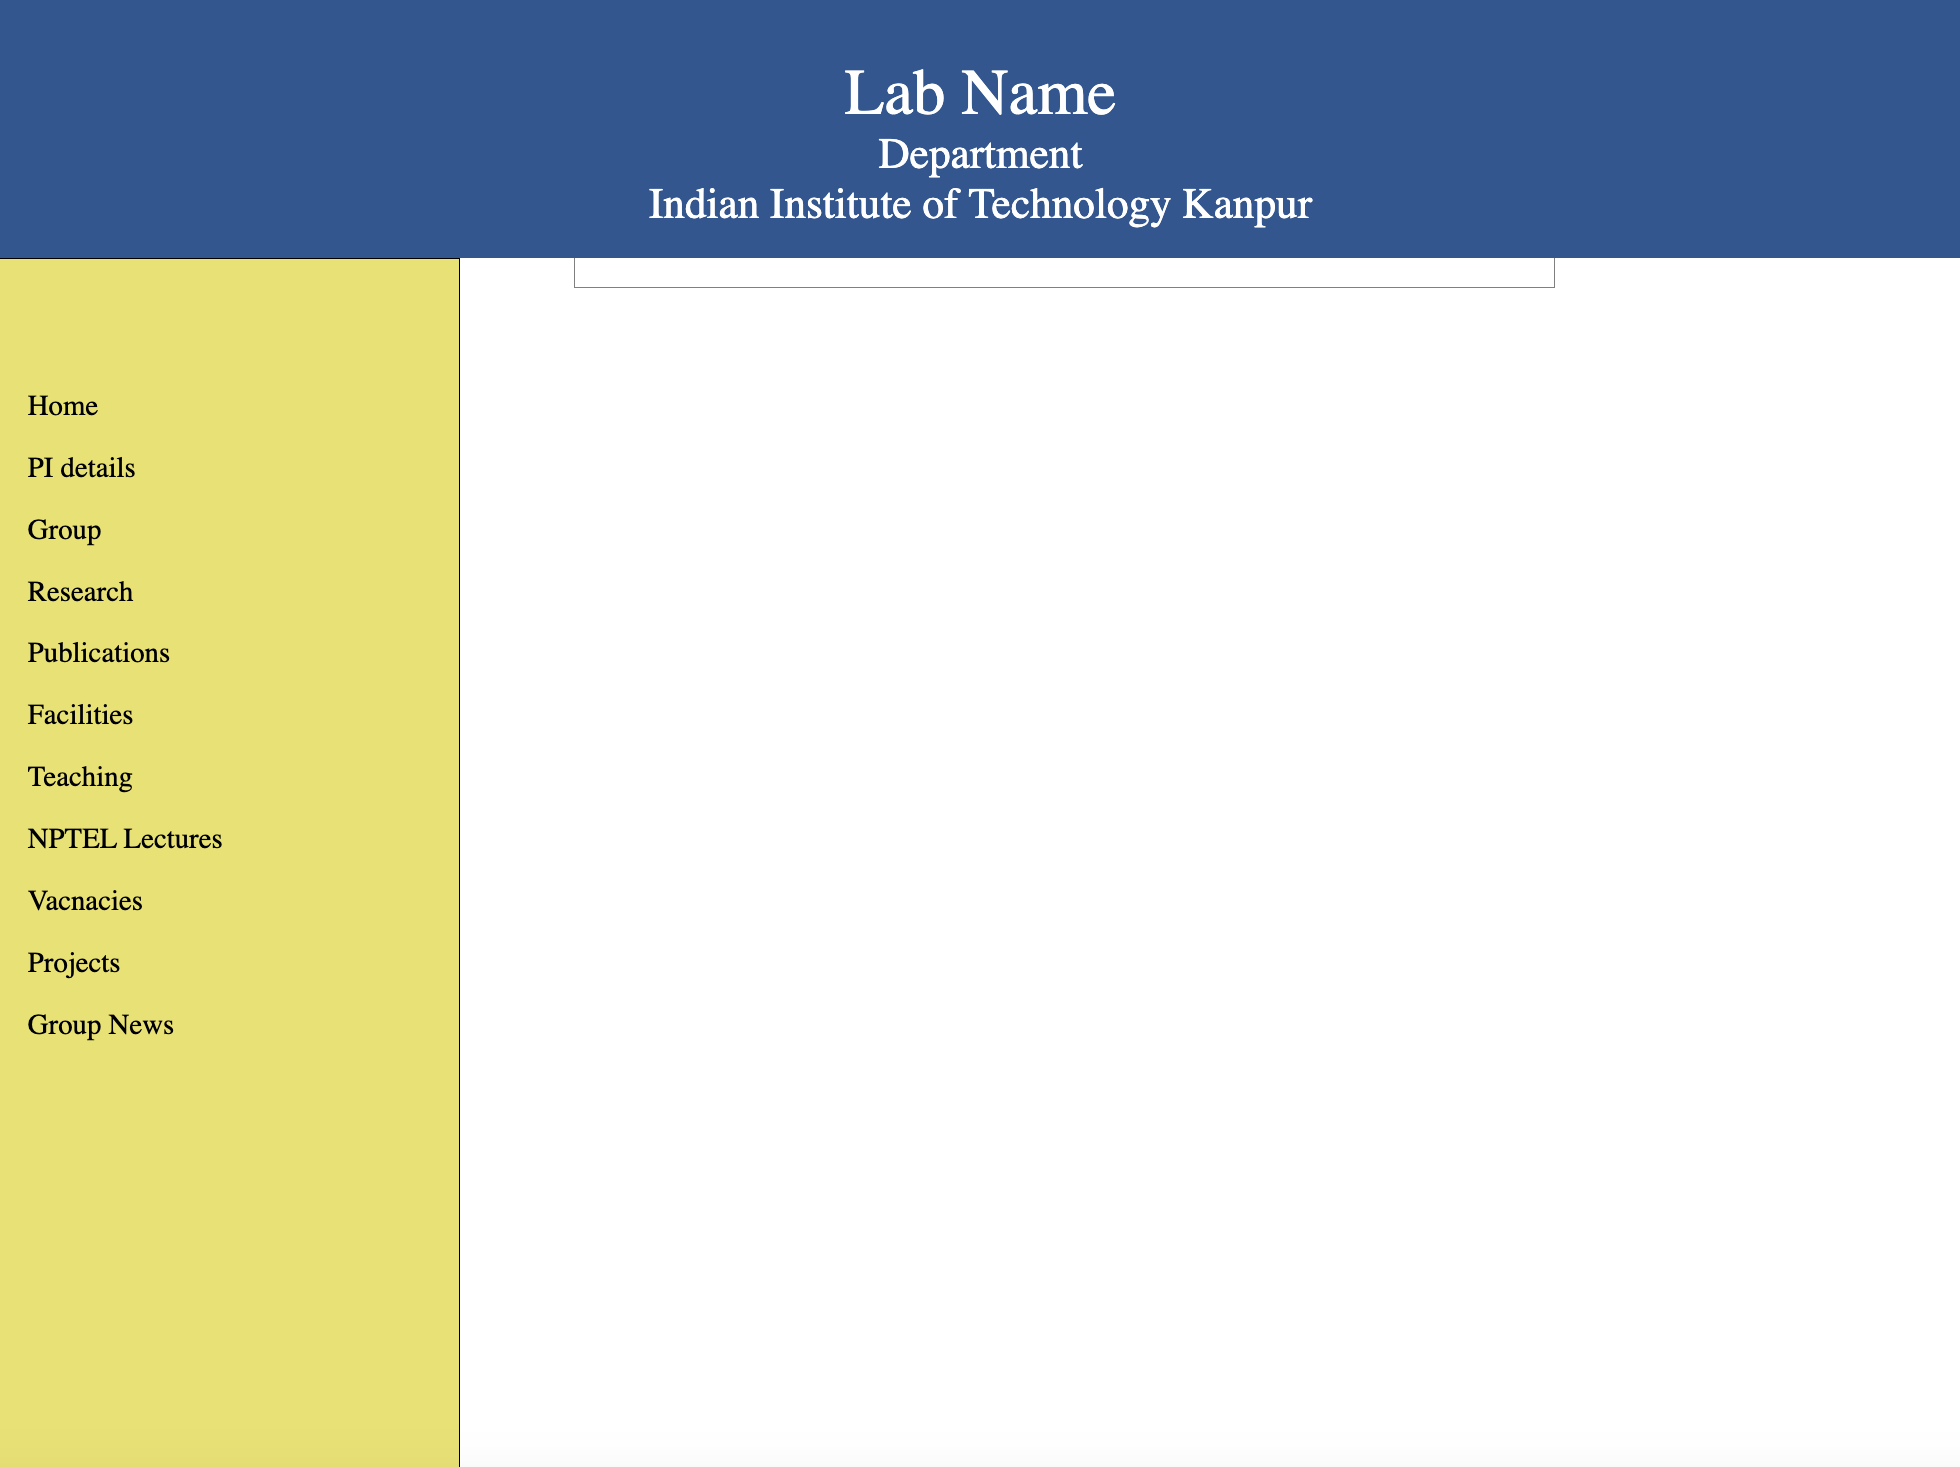 Lab Name
Department
Indian Institute of Technology Kanpur
Home
PI details
Group
Research
Publications
Facilities
Teaching
NPTEL Lectures
Vacnacies
Projects
Group News